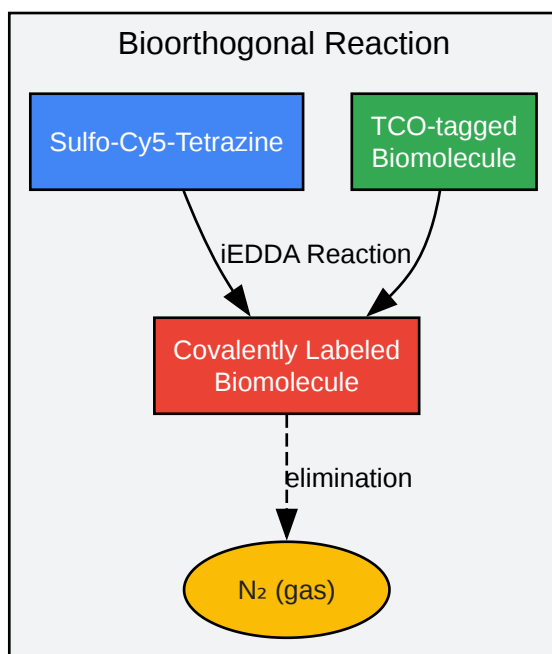 Bioorthogonal Reaction
Sulfo-Cy5-Tetrazine
TCO-tagged
Biomolecule
iEDDA Reaction
Covalently Labeled
Biomolecule
elimination
N₂ (gas)